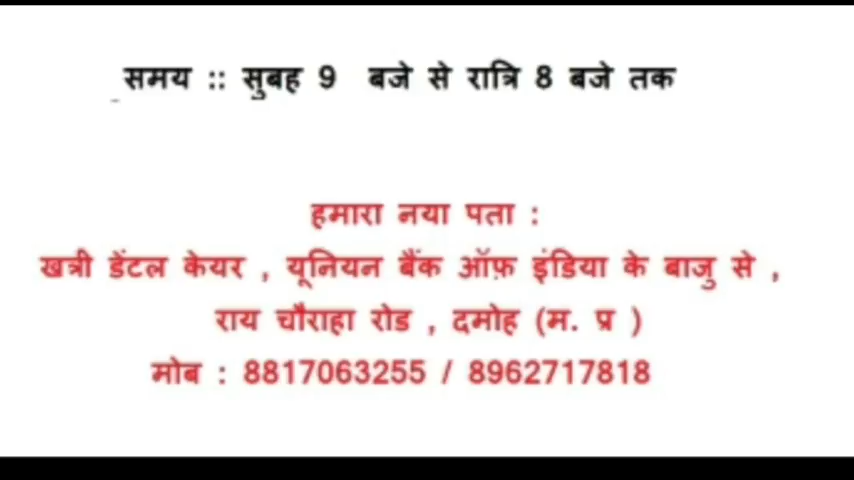 समय :: सुबह 9 बजे से रात्रि 8 बजे तक
हमारा नया पता :
खत्री डेंटल केयर , यूनियन बैंक ऑफ़ इंडिया के बाजु से ,
राय चौराहा रोड , दमोह (म. प्र )
मोब : 8817063255 / 8962717818